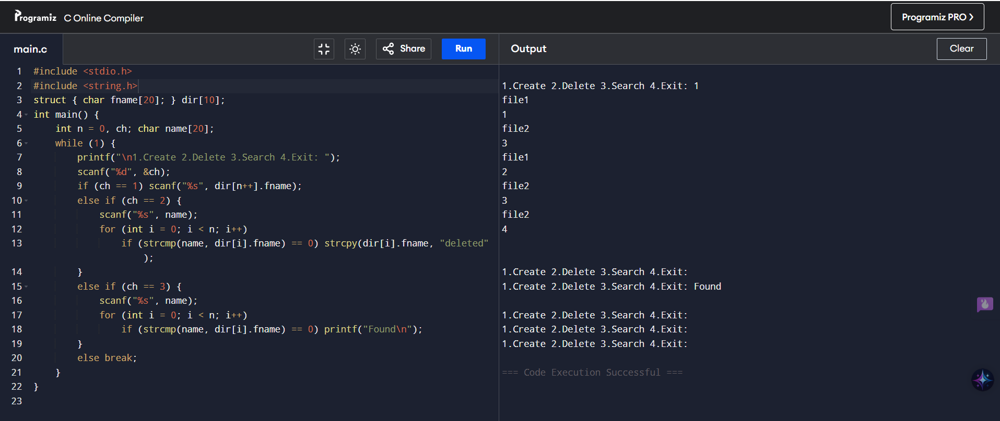 Programiz C Online Compiler
Programiz PRO >
main.c
Share
Run
Output
Clear
1 #include <stdio.h>
2 #include <string.h>
3 struct { char fname[20]; } dir[10];
4 int main() {
5     int n = 0, ch; char name[20];
6     while (1) {
7         printf("\n1.Create 2.Delete 3.Search 4.Exit: ");
8         scanf("%d", &ch);
9         if (ch == 1) scanf("%s", dir[n++].fname);
10         else if (ch == 2) {
11             scanf("%s", name);
12             for (int i = 0; i < n; i++)
13                 if (strcmp(name, dir[i].fname) == 0) strcpy(dir[i].fname, "deleted"
);
14         }
15         else if (ch == 3) {
16             scanf("%s", name);
17             for (int i = 0; i < n; i++)
18                 if (strcmp(name, dir[i].fname) == 0) printf("Found\n");
19         }
20         else break;
21     }
22 }
23
1.Create 2.Delete 3.Search 4.Exit: 1
file1
1
file2
3
file1
2
file2
3
file2
4
1.Create 2.Delete 3.Search 4.Exit:
1.Create 2.Delete 3.Search 4.Exit: Found
1.Create 2.Delete 3.Search 4.Exit:
1.Create 2.Delete 3.Search 4.Exit:
1.Create 2.Delete 3.Search 4.Exit:
=== Code Execution Successful ===